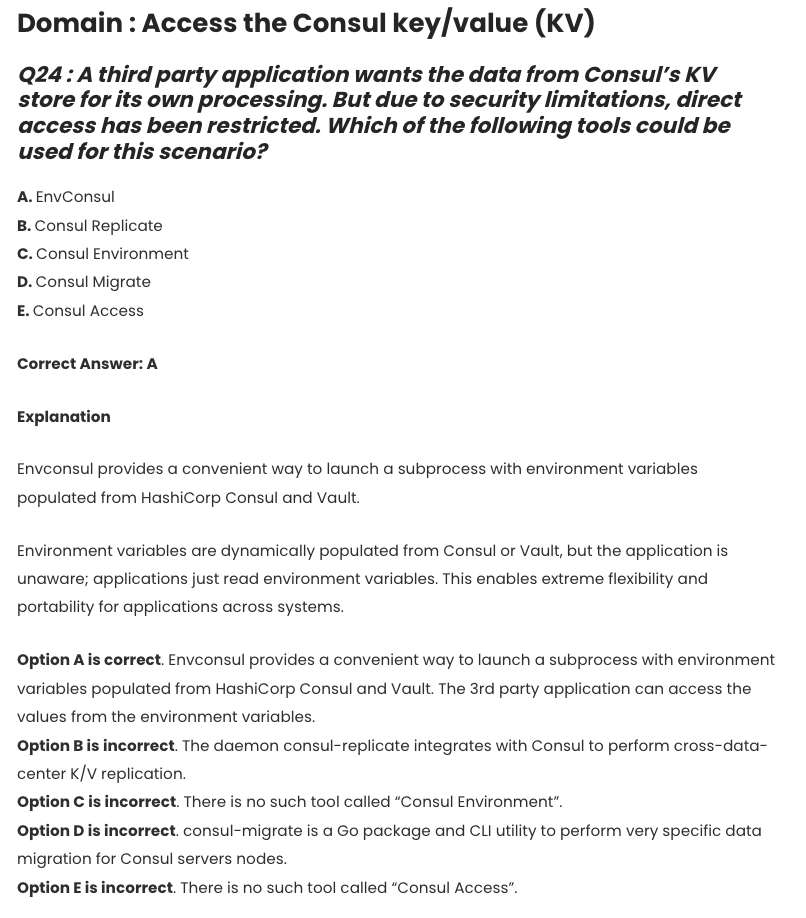 Domain : Access the Consul key/value (KV)
Q24 : A third party application wants the data from Consul’s KV
store for its own processing. But due to security limitations, direct
access has been restricted. Which of the following tools could be
used for this scenario?
A. EnvConsul
B. Consul Replicate
C. Consul Environment
D. Consul Migrate
E. Consul Access
Correct Answer: A
Explanation
Envconsul provides a convenient way to launch a subprocess with environment variables
populated from HashiCorp Consul and Vault.
Environment variables are dynamically populated from Consul or Vault, but the application is
unaware; applications just read environment variables. This enables extreme flexibility and
portability for applications across systems.
Option A is correct. Envconsul provides a convenient way to launch a subprocess with environment
variables populated from HashiCorp Consul and Vault. The 3rd party application can access the
values from the environment variables.
Option B is incorrect. The daemon consul-replicate integrates with Consul to perform cross-data-
center K/V replication.
Option C is incorrect. There is no such tool called “Consul Environment”.
Option D is incorrect. consul-migrate is a Go package and CLI utility to perform very specific data
migration for Consul servers nodes.
Option E is incorrect. There is no such tool called “Consul Access”.